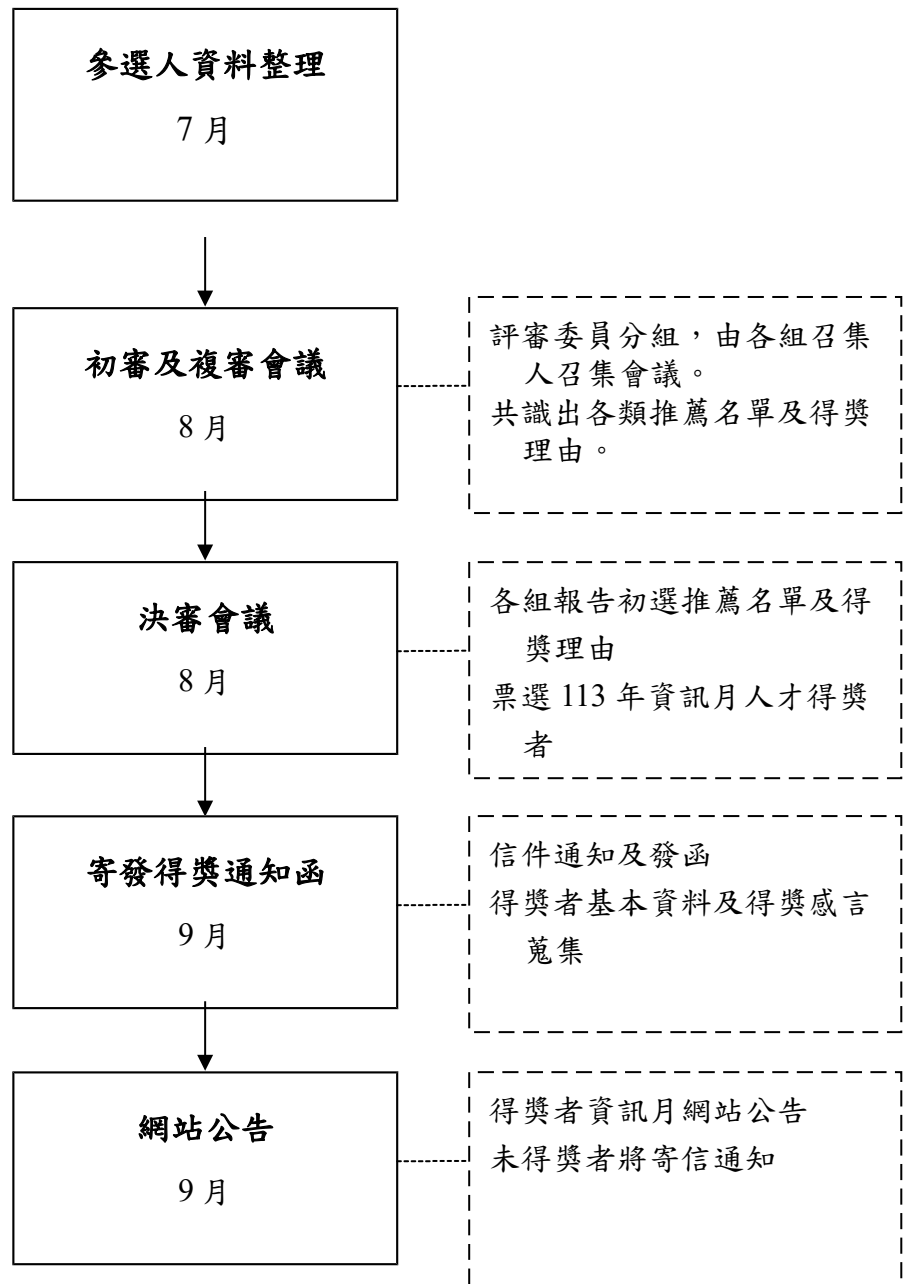 參選人資料整理
7 月
初審及複審會議
8 月
評審委員分組，由各組召集
人召集會議。
共識出各類推薦名單及得獎
理由。
決審會議
8 月
各組報告初選推薦名單及得
獎理由
票選 113 年資訊月人才得獎
者
寄發得獎通知函
9 月
信件通知及發函
得獎者基本資料及得獎感言
蒐集
網站公告
9 月
得獎者資訊月網站公告
未得獎者將寄信通知